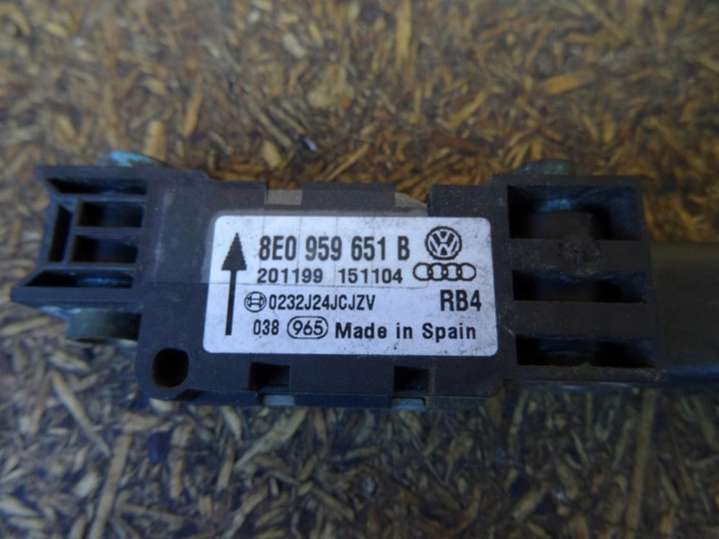 8E0 959 651 B
201199 151104
0232J24JCJZV RB4
038 965 Made in Spain